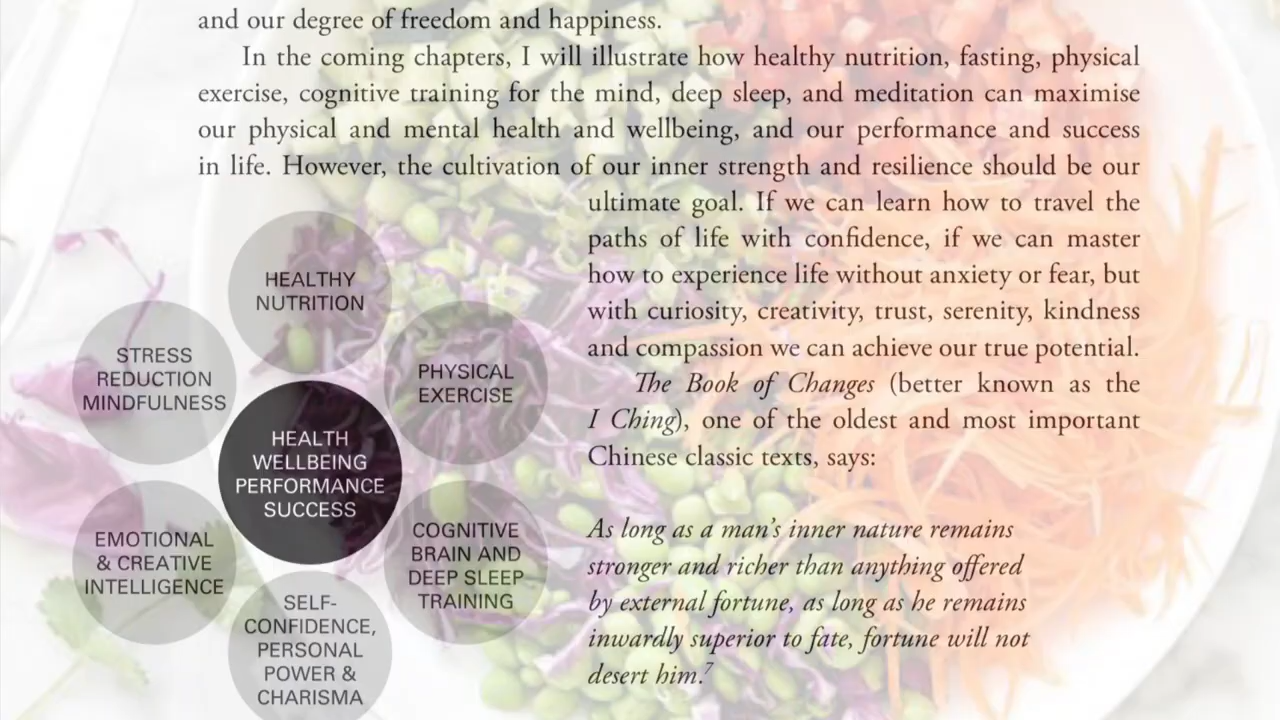 and our degree of freedom and happiness.
In the coming chapters, I will illustrate how healthy nutrition, fasting, physical
exercise, cognitive training for the mind, deep sleep, and meditation can maximise
our physical and mental health and wellbeing, and our performance and success
in life. However, the cultivation of our inner strength and resilience should be our
ultimate goal. If we can learn how to travel the
paths of life with confidence, if we can master
how to experience life without anxiety or fear, but
with curiosity, creativity, trust, serenity, kindness
and compassion we can achieve our true potential.
The Book of Changes (better known as the
I Ching), one of the oldest and most important
Chinese classic texts, says:
As long as a man's inner nature remains
stronger and richer than anything offered
by external fortune, as long as he remains
inwardly superior to fate, fortune will not
desert him.7
HEALTHY
NUTRITION
PHYSICAL
EXERCISE
COGNITIVE
BRAIN AND
DEEP SLEEP
TRAINING
SELF-
CONFIDENCE,
PERSONAL
POWER &
CHARISMA
EMOTIONAL
& CREATIVE
INTELLIGENCE
STRESS
REDUCTION
MINDFULNESS
HEALTH
WELLBEING
PERFORMANCE
SUCCESS